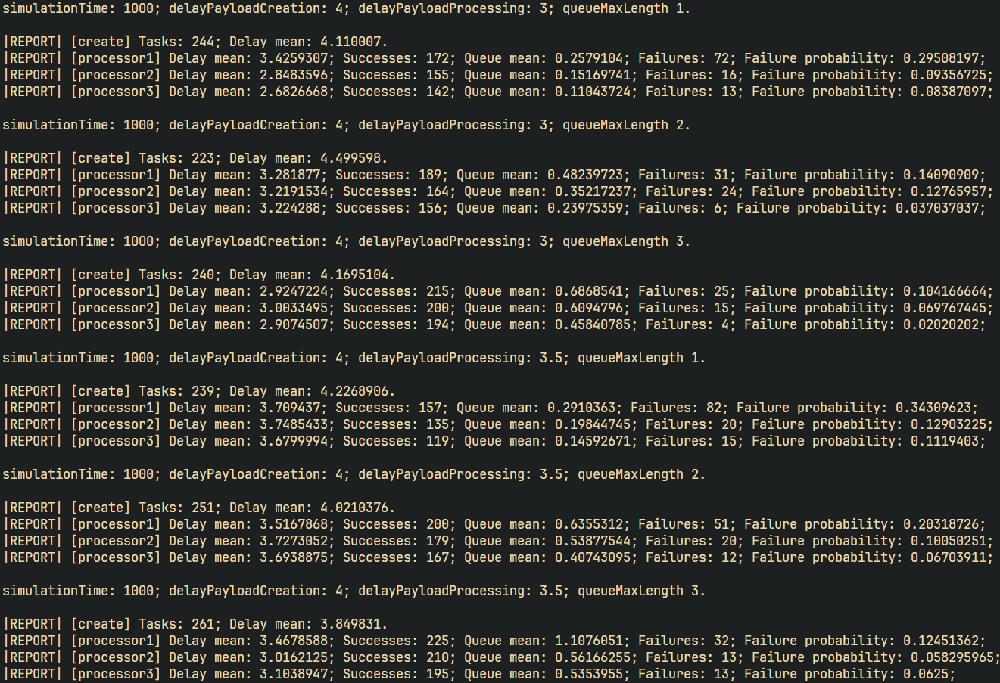 simulationTime: 1000; delayPayloadCreation: 4; delayPayloadProcessing: 3; queueMaxLength 1.
|REPORT| [create] Tasks: 244; Delay mean: 4.110007.
|REPORT| [processor1] Delay mean: 3.4259307; Successes: 172; Queue mean: 0.2579104; Failures: 72; Failure probability: 0.29508197;
|REPORT| [processor2] Delay mean: 2.8483596; Successes: 155; Queue mean: 0.15169741; Failures: 16; Failure probability: 0.09356725;
|REPORT| [processor3] Delay mean: 2.6826668; Successes: 142; Queue mean: 0.11043724; Failures: 13; Failure probability: 0.08387097;
simulationTime: 1000; delayPayloadCreation: 4; delayPayloadProcessing: 3; queueMaxLength 2.
|REPORT| [create] Tasks: 223; Delay mean: 4.499598.
|REPORT| [processor1] Delay mean: 3.281877; Successes: 189; Queue mean: 0.48239723; Failures: 31; Failure probability: 0.14090909;
|REPORT| [processor2] Delay mean: 3.2191534; Successes: 164; Queue mean: 0.35217237; Failures: 24; Failure probability: 0.12765957;
|REPORT| [processor3] Delay mean: 3.224288; Successes: 156; Queue mean: 0.23975359; Failures: 6; Failure probability: 0.037037037;
simulationTime: 1000; delayPayloadCreation: 4; delayPayloadProcessing: 3; queueMaxLength 3.
|REPORT| [create] Tasks: 240; Delay mean: 4.1695104.
|REPORT| [processor1] Delay mean: 2.9247224; Successes: 215; Queue mean: 0.6868541; Failures: 25; Failure probability: 0.104166664;
|REPORT| [processor2] Delay mean: 3.0033495; Successes: 200; Queue mean: 0.6094796; Failures: 15; Failure probability: 0.069767445;
|REPORT| [processor3] Delay mean: 2.9074507; Successes: 194; Queue mean: 0.45840785; Failures: 4; Failure probability: 0.02020202;
simulationTime: 1000; delayPayloadCreation: 4; delayPayloadProcessing: 3.5; queueMaxLength 1.
|REPORT| [create] Tasks: 239; Delay mean: 4.2268906.
|REPORT| [processor1] Delay mean: 3.709437; Successes: 157; Queue mean: 0.2910363; Failures: 82; Failure probability: 0.34309623;
|REPORT| [processor2] Delay mean: 3.7485433; Successes: 135; Queue mean: 0.19844745; Failures: 20; Failure probability: 0.12903225;
|REPORT| [processor3] Delay mean: 3.6799994; Successes: 119; Queue mean: 0.14592671; Failures: 15; Failure probability: 0.1119403;
simulationTime: 1000; delayPayloadCreation: 4; delayPayloadProcessing: 3.5; queueMaxLength 2.
|REPORT| [create] Tasks: 251; Delay mean: 4.0210376.
|REPORT| [processor1] Delay mean: 3.5167868; Successes: 200; Queue mean: 0.6355312; Failures: 51; Failure probability: 0.20318726;
|REPORT| [processor2] Delay mean: 3.7273052; Successes: 179; Queue mean: 0.53877544; Failures: 20; Failure probability: 0.10050251;
|REPORT| [processor3] Delay mean: 3.6938875; Successes: 167; Queue mean: 0.40743095; Failures: 12; Failure probability: 0.06703911;
simulationTime: 1000; delayPayloadCreation: 4; delayPayloadProcessing: 3.5; queueMaxLength 3.
|REPORT| [create] Tasks: 261; Delay mean: 3.849831.
|REPORT| [processor1] Delay mean: 3.4678588; Successes: 225; Queue mean: 1.1076051; Failures: 32; Failure probability: 0.12451362;
|REPORT| [processor2] Delay mean: 3.0162125; Successes: 210; Queue mean: 0.56166255; Failures: 13; Failure probability: 0.058295965;
|REPORT| [processor3] Delay mean: 3.1038947; Successes: 195; Queue mean: 0.5353955; Failures: 13; Failure probability: 0.0625;